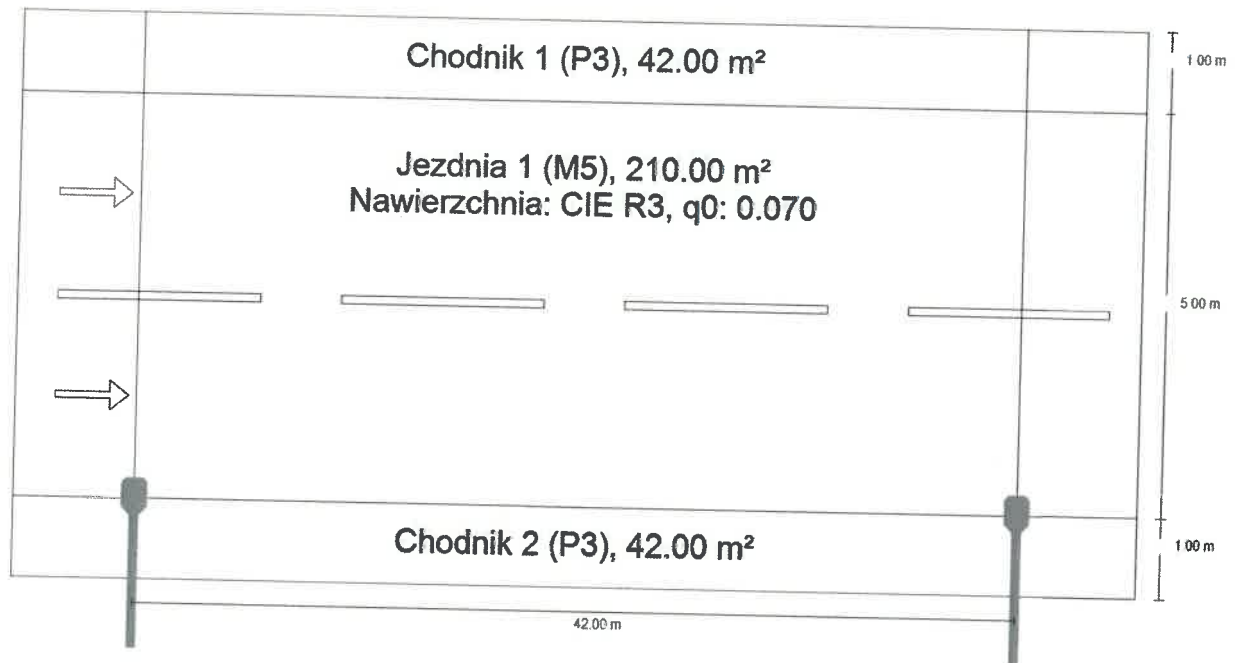 Chodnik 1 (P3), 42.00 m²
1 00 m
Jezdnia 1 (M5), 210.00 m²
Nawierzchnia: CIE R3, q0: 0.070
5 00 m
Chodnik 2 (P3), 42.00 m²
1 00 m
42.00 m